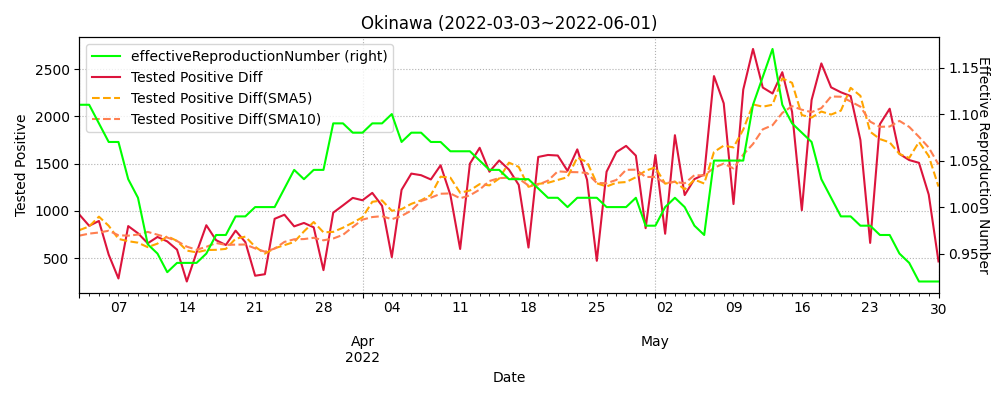 Okinawa (2022-03-03~2022-06-01)
effectiveReproductionNumber (right)
Tested Positive Diff
Tested Positive Diff(SMA5)
Tested Positive Diff(SMA10)
Tested Positive
2500
2000
1500
1000
500
1.15
1.10
1.05
1.00
0.95
Effective Reproduction Number
07 14 21 28 04 11 18 25 02 09 16 23 30
Apr May
2022
Date